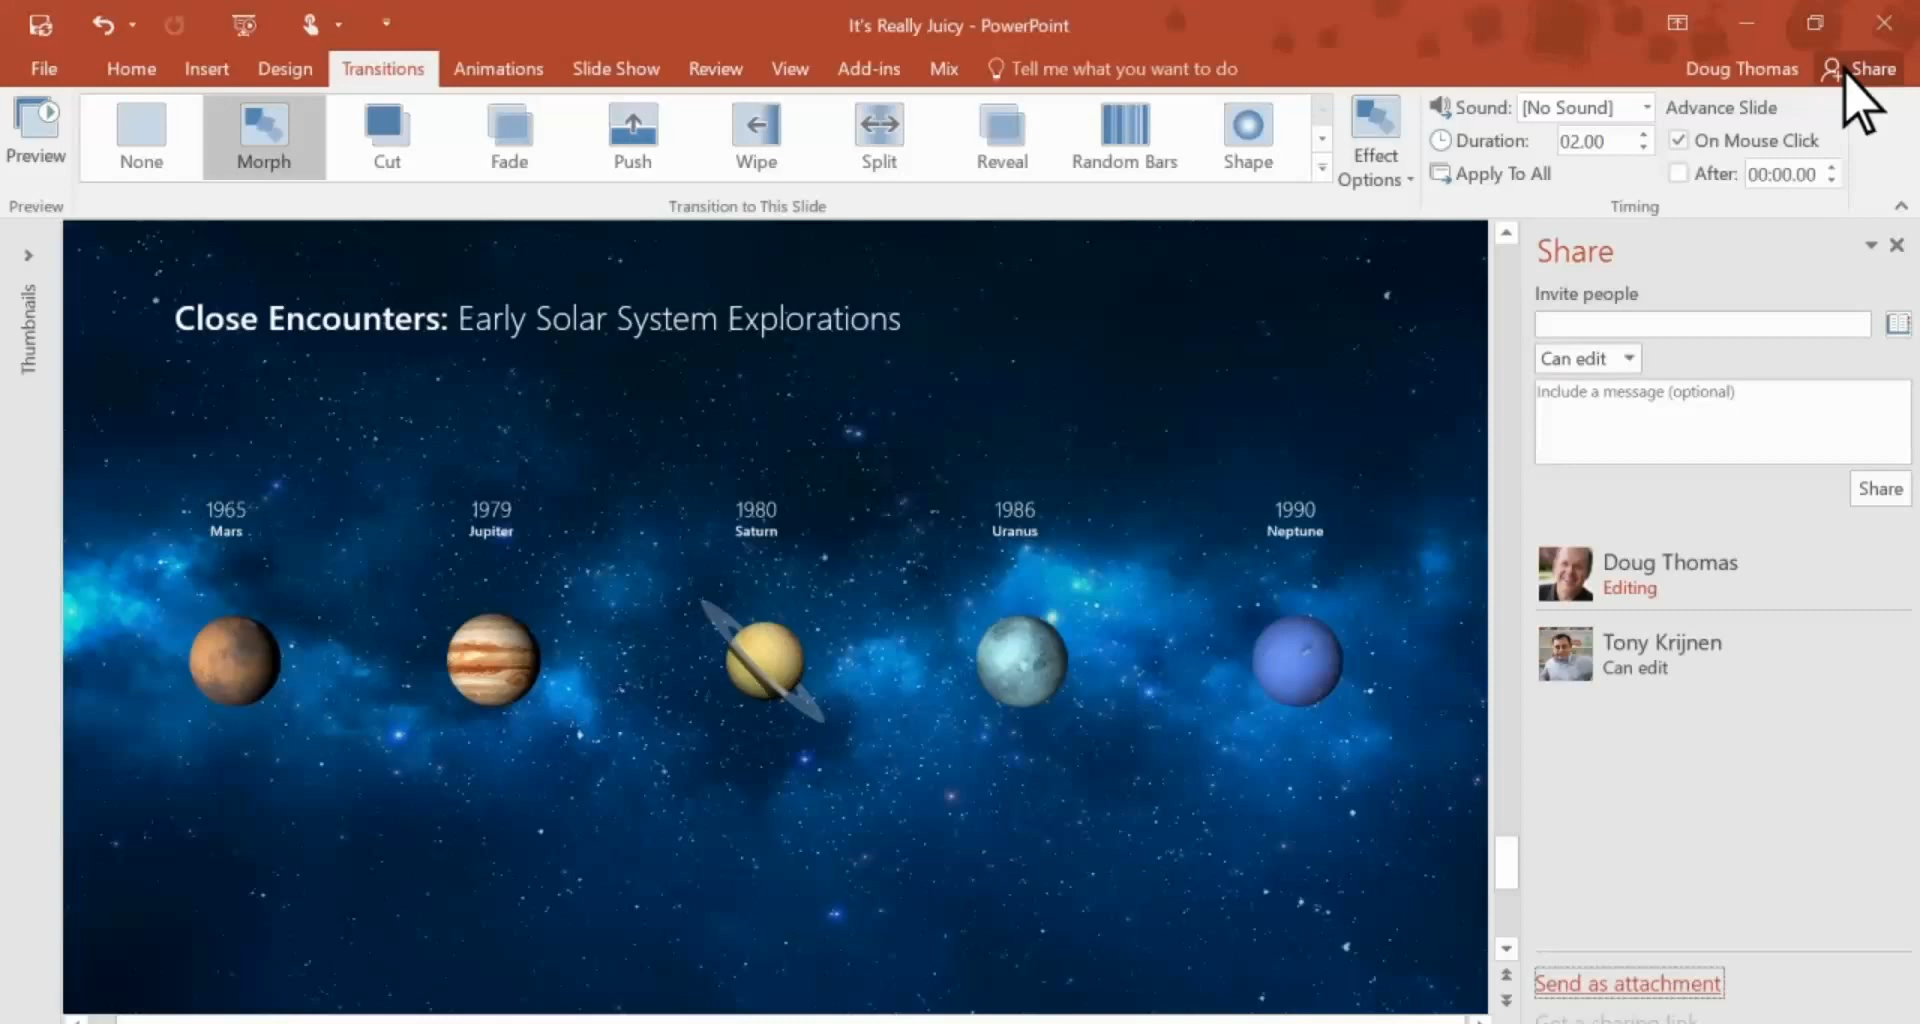 It's Really Juicy - PowerPoint
File Home Insert Design Transitions Animations Slide Show Review View Add-ins Mix Tell me what you want to do Doug Thomas Share
Preview
None Morph Cut Fade Push Wipe Split Reveal Random Bars Shape
Effect Options
Sound: [No Sound]
Duration: 02.00
Apply To All
Advance Slide
On Mouse Click
After: 00:00.00
Preview
Transition to This Slide
Timing
Thumbnails
Close Encounters: Early Solar System Explorations
1965
Mars
1979
Jupiter
1980
Saturn
1986
Uranus
1990
Neptune
Share
Invite people
Can edit
Include a message (optional)
Share
Doug Thomas
Editing
Tony Krijnen
Can edit
Send as attachment
Get a sharing link